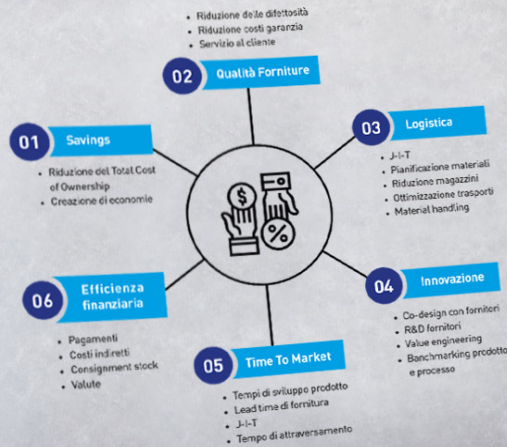 • Riduzione delle difettosità
• Riduzione costi garanzia
• Servizio al cliente
02 Qualità Forniture
01 Savings
• Riduzione del Total Cost
of Ownership
• Creazione di economie
03 Logistica
• J-I-T
• Pianificazione materiali
• Riduzione magazzini
• Ottimizzazione trasporti
• Material handling
$
%
04 Innovazione
• Co-design con fornitori
• R&D fornitori
• Value engineering
• Banchmarking prodotto
e processo
05 Time To Market
• Tempi di sviluppo prodotto
• Lead time di fornitura
• J-I-T
• Tempo di attraversamento
06 Efficienza
finanziaria
• Pagamenti
• Costi indiretti
• Consignment stock
• Valute